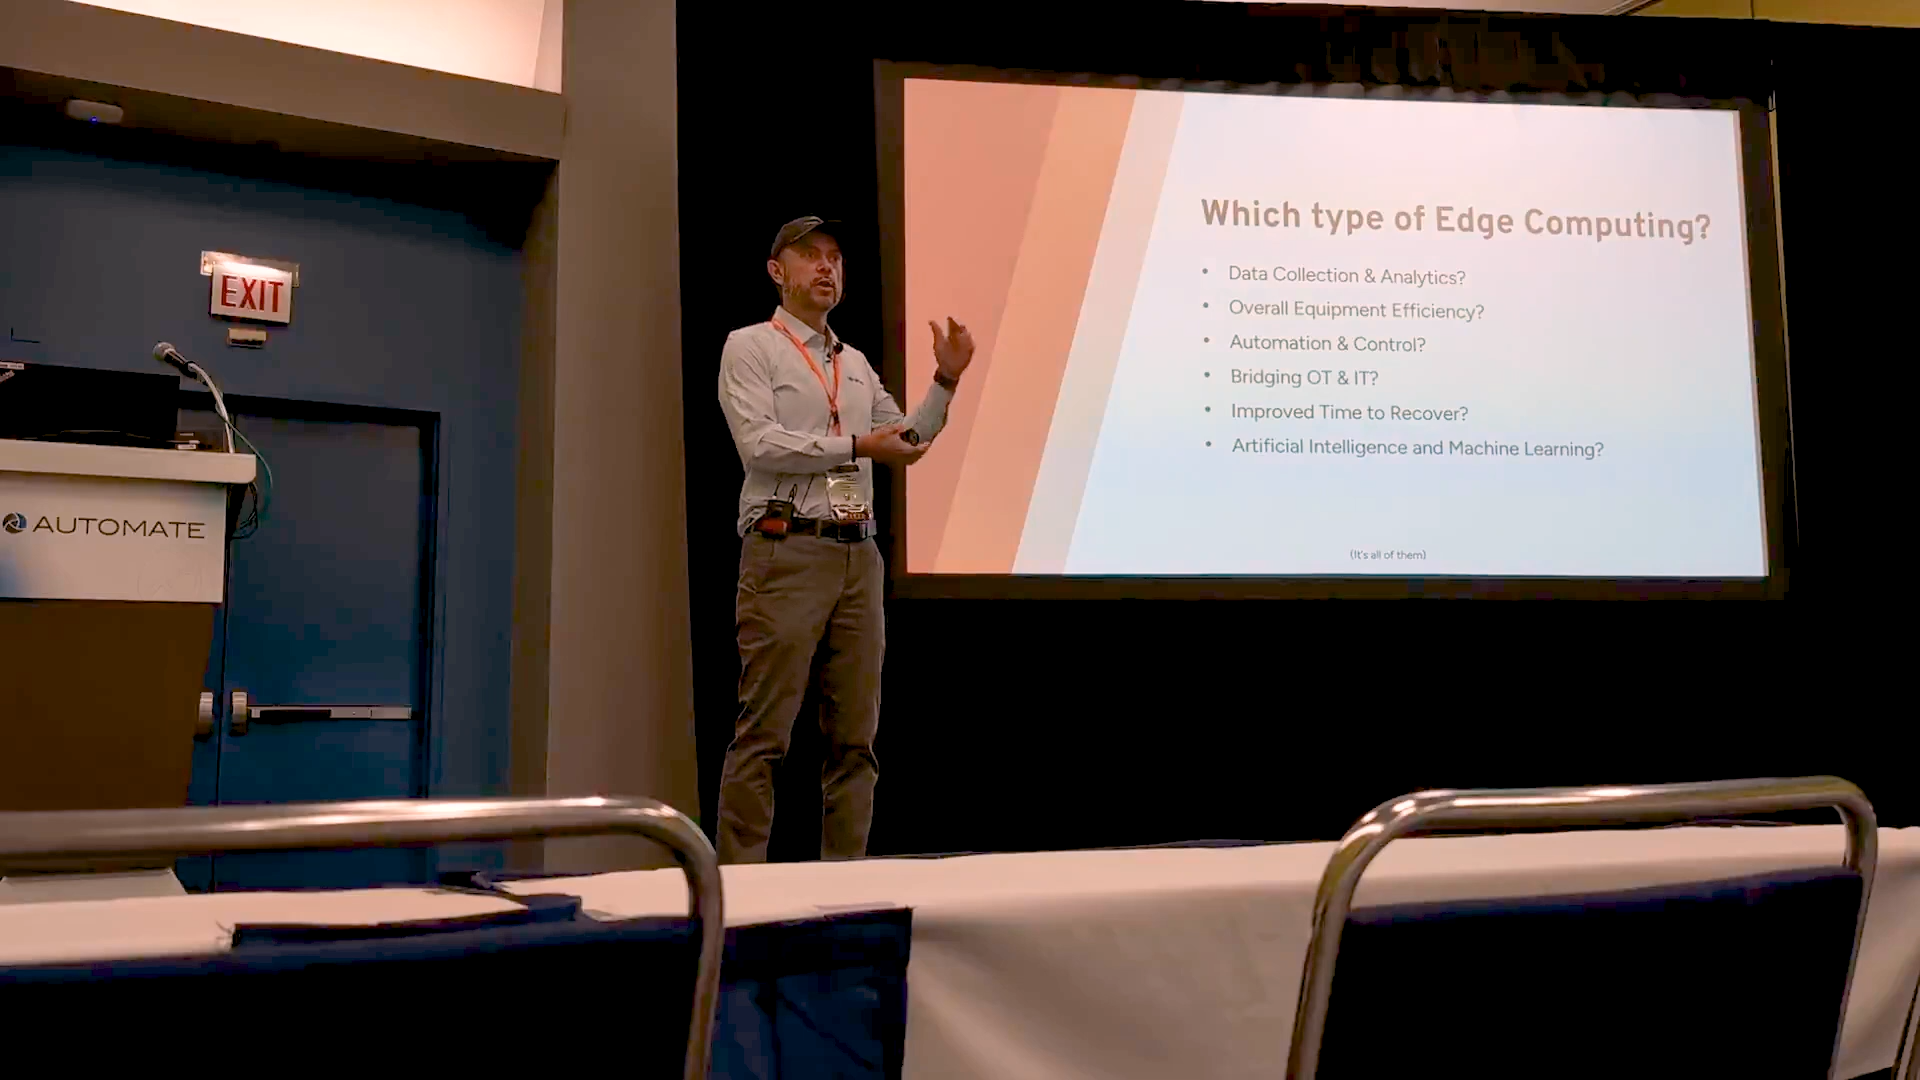 EXIT
AUTOMATE
Which type of Edge Computing?
• Data Collection & Analytics?
• Overall Equipment Efficiency?
• Automation & Control?
• Bridging OT & IT?
• Improved Time to Recover?
• Artificial Intelligence and Machine Learning?
(It's all of them)